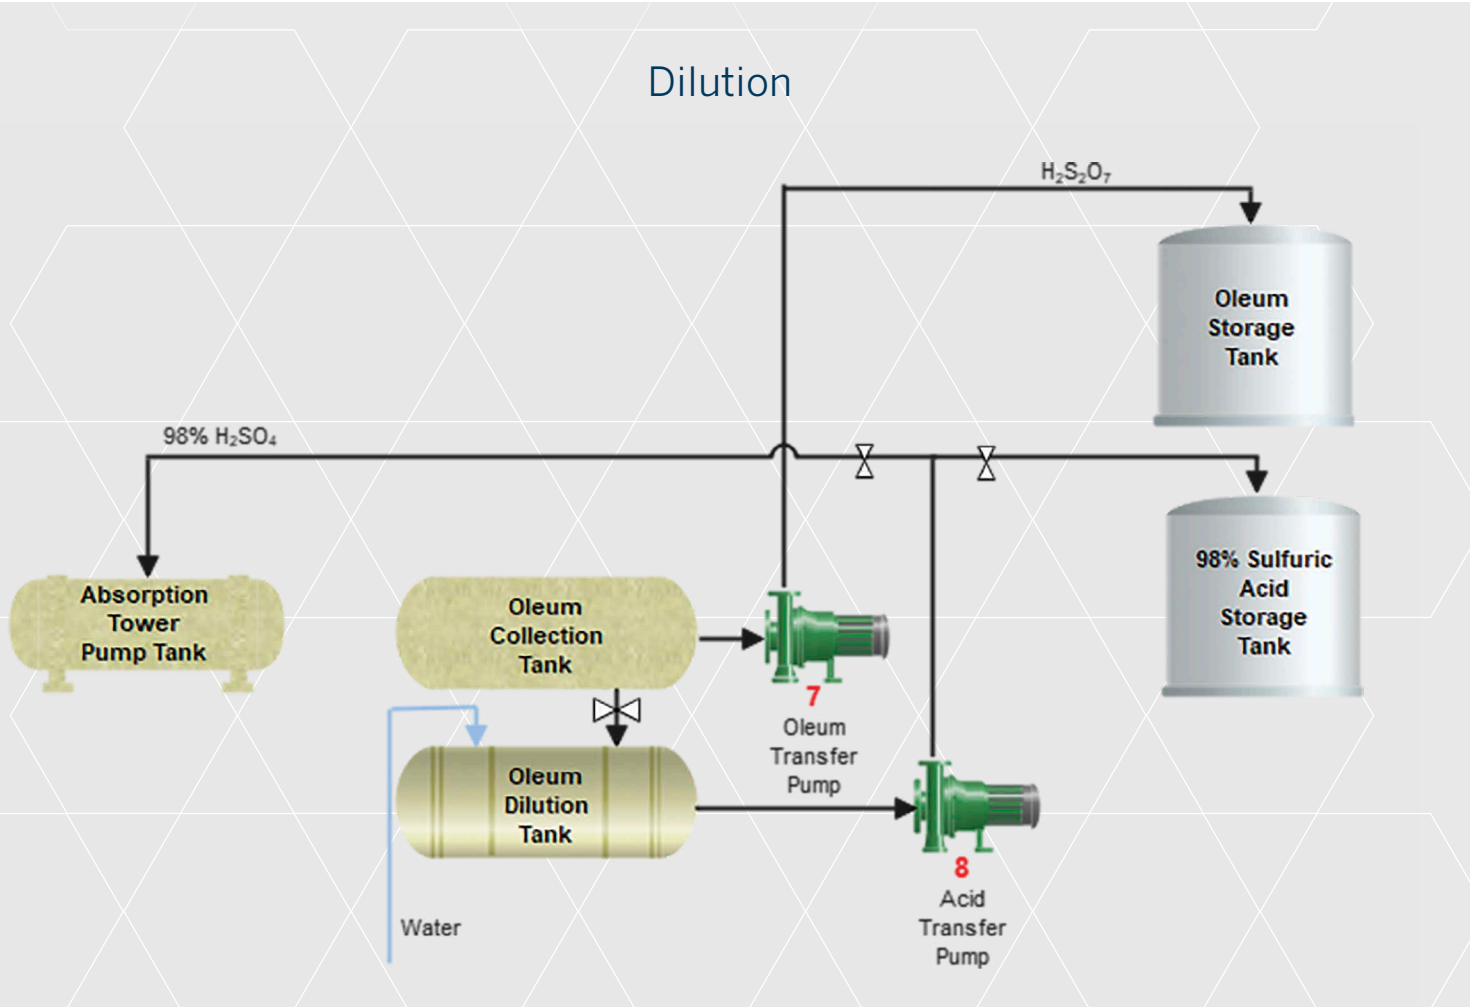 Dilution
H₂S₂O₇
Oleum
Storage
Tank
98% H₂SO₄
98% Sulfuric
Acid
Storage
Tank
Absorption
Tower
Pump Tank
Oleum
Collection
Tank
7
Oleum
Transfer
Pump
Oleum
Dilution
Tank
8
Acid
Transfer
Pump
Water